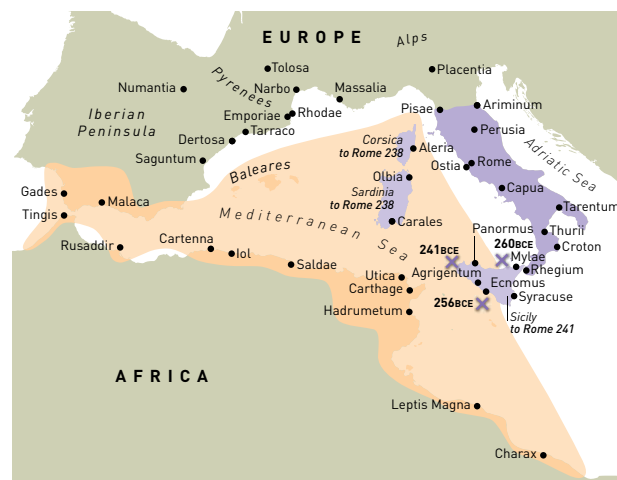 EUROPE
Alps
Tolosa
Placentia
Pyrenees
Numantia
Narbo
Massalia
Iberian
Peninsula
Emporiae
Rhodae
Pisae
Ariminum
Tarraco
Perusia
Dertosa
Corsica
to Rome 238
Aleria
Adriatic Sea
Saguntum
Baleares
Ostia
Rome
Olbia
Capua
Gades
Malaca
Sardinia
to Rome 238
Tarentum
Tingis
Mediterranean Sea
Carales
Panormus
Thurii
Rusaddir
Cartenna
Iol
241BCE
260BCE
Croton
Saldae
Mylae
Utica
Agrigentum
Rhegium
Carthage
Ecnomus
Hadrumetum
256BCE
Syracuse
Sicily
to Rome 241
AFRICA
Leptis Magna
Charax